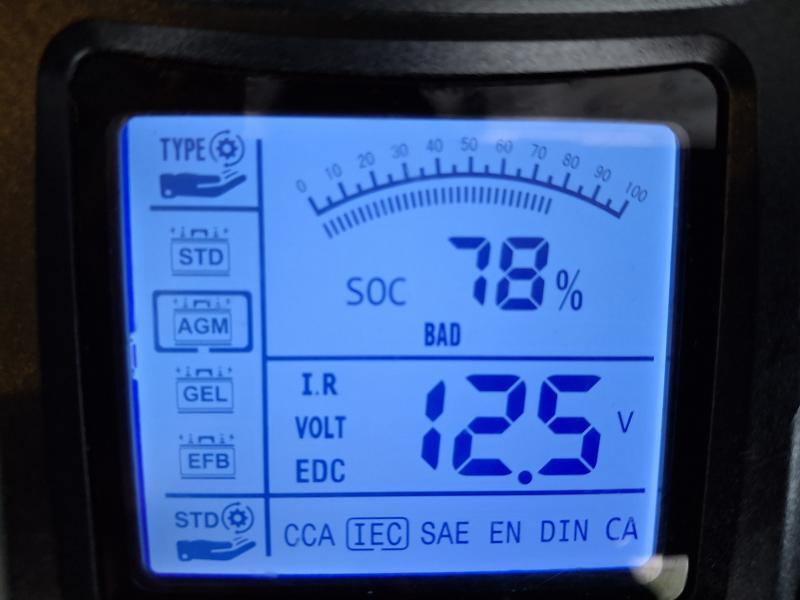 TYPE
STD
AGM
GEL
EFB
STD
0 10 20 30 40 50 60 70 80 90 100
SOC 78%
BAD
I.R
VOLT
EDC
12.5 V
CCA IEC SAE EN DIN CA